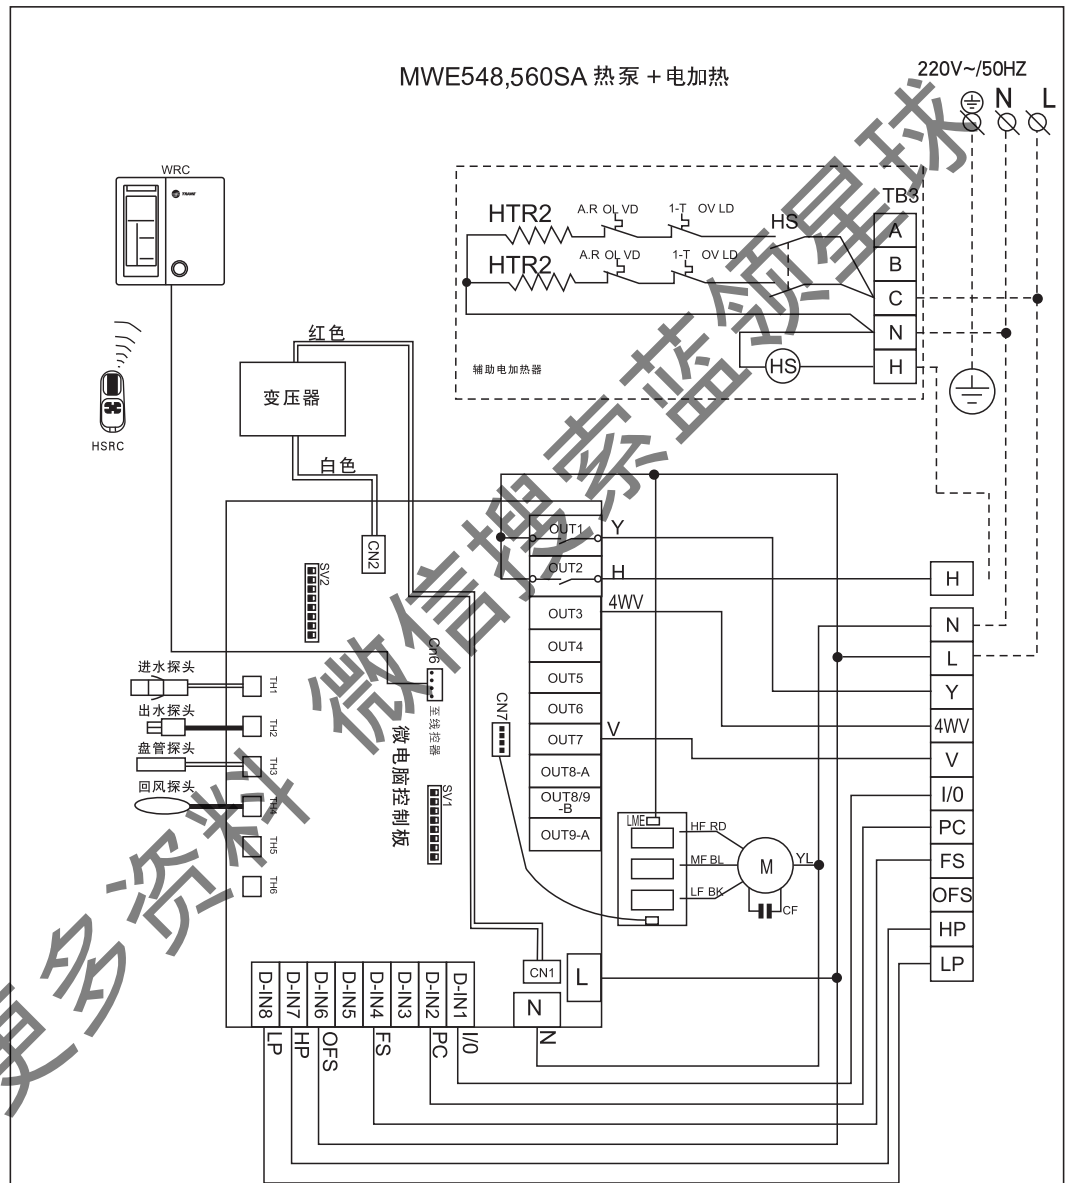 MWE548,560SA 热泵+电加热
220V~/50HZ
N
L
WRC
TRANE
HSRC
TB3
HTR2
A.R OL VD
1-T OV LD
HS
HTR2
A.R OL VD
1-T OV LD
A
B
C
N
H
HS
辅助电加热器
红色
变压器
白色
CN2
SV2
OUT1
OUT2
OUT3
OUT4
OUT5
OUT6
OUT7
OUT8-A
OUT8/9
-B
OUT9-A
Y
H
4WV
V
Cn6
至线控器
CN7
微电脑控制板
SV1
进水探头
出水探头
盘管探头
回风探头
TH1
TH2
TH3
TH4
TH5
TH6
LME
HF RD
MF BL
LF BK
M
YL
CF
H
N
L
Y
4WV
V
I/0
PC
FS
OFS
HP
LP
CN1
L
N
N
D-IN8
D-IN7
D-IN6
D-IN5
D-IN4
D-IN3
D-IN2
D-IN1
LP
HP
OFS
FS
PC
I/0
更多资料 微信搜索蓝领星球